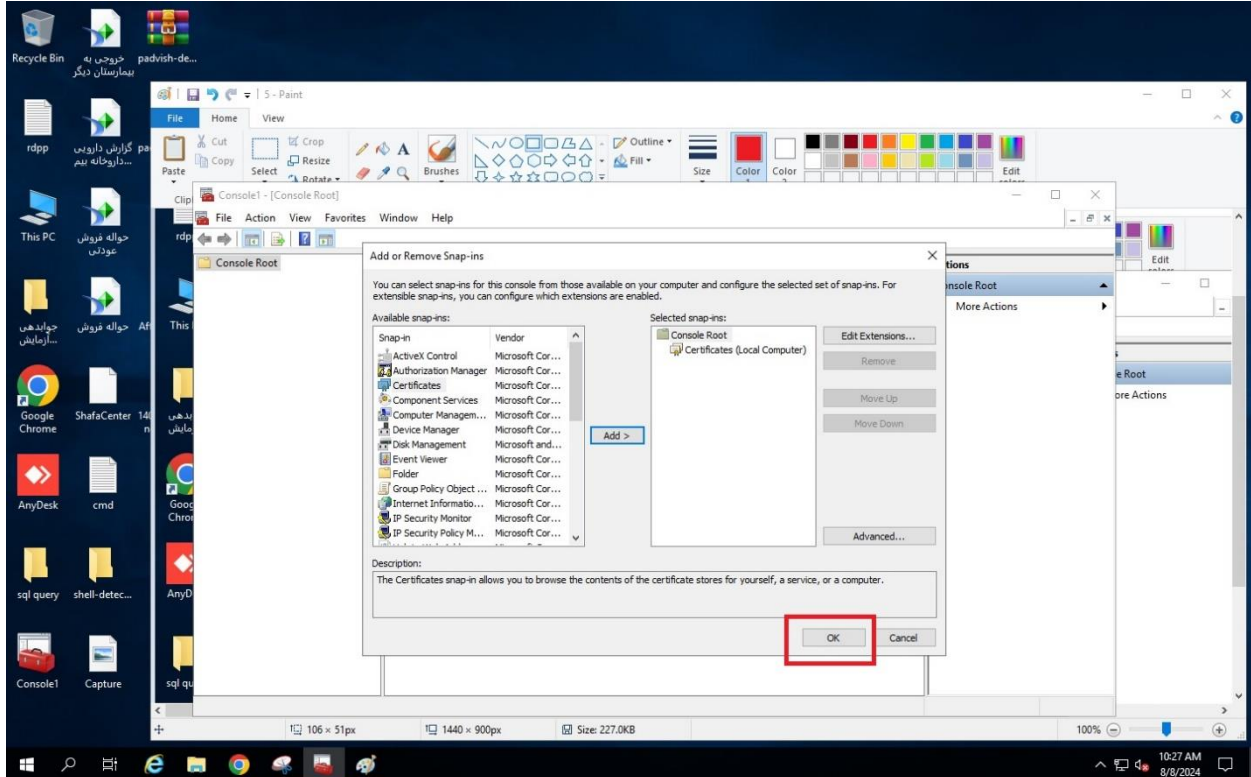 Recycle Bin
خروجی به
بیمارستان دیگر
padvish-de...
rdpp
گزارش دارویی
داروخانه بیم...
This PC
حواله فروش
عودتی
جوابدهی
آزمایش...
حواله فروش
Google
Chrome
ShafaCenter
AnyDesk
cmd
sql query
shell-detec...
Console1
Capture
5 - Paint
File
Home
View
Paste
Cut
Copy
Select
Crop
Resize
Rotate
A
Brushes
Outline
Fill
Size
Color
Color
Edit
Console1 - [Console Root]
File Action View Favorites Window Help
Console Root
Add or Remove Snap-ins
You can select snap-ins for this console from those available on your computer and configure the selected set of snap-ins. For
extensible snap-ins, you can configure which extensions are enabled.
Available snap-ins:
Snap-in Vendor
ActiveX Control Microsoft Cor...
Authorization Manager Microsoft Cor...
Certificates Microsoft Cor...
Component Services Microsoft Cor...
Computer Managem... Microsoft Cor...
Device Manager Microsoft Cor...
Disk Management Microsoft and...
Event Viewer Microsoft Cor...
Folder Microsoft Cor...
Group Policy Object ... Microsoft Cor...
Internet Informatio... Microsoft Cor...
IP Security Monitor Microsoft Cor...
IP Security Policy M... Microsoft Cor...
Add >
Selected snap-ins:
Console Root
Certificates (Local Computer)
Edit Extensions...
Remove
Move Up
Move Down
Advanced...
Description:
The Certificates snap-in allows you to browse the contents of the certificate stores for yourself, a service, or a computer.
OK
Cancel
Console Root
More Actions
Edit
106 × 51px
1440 × 900px
Size: 227.0KB
100%
10:27 AM
8/8/2024